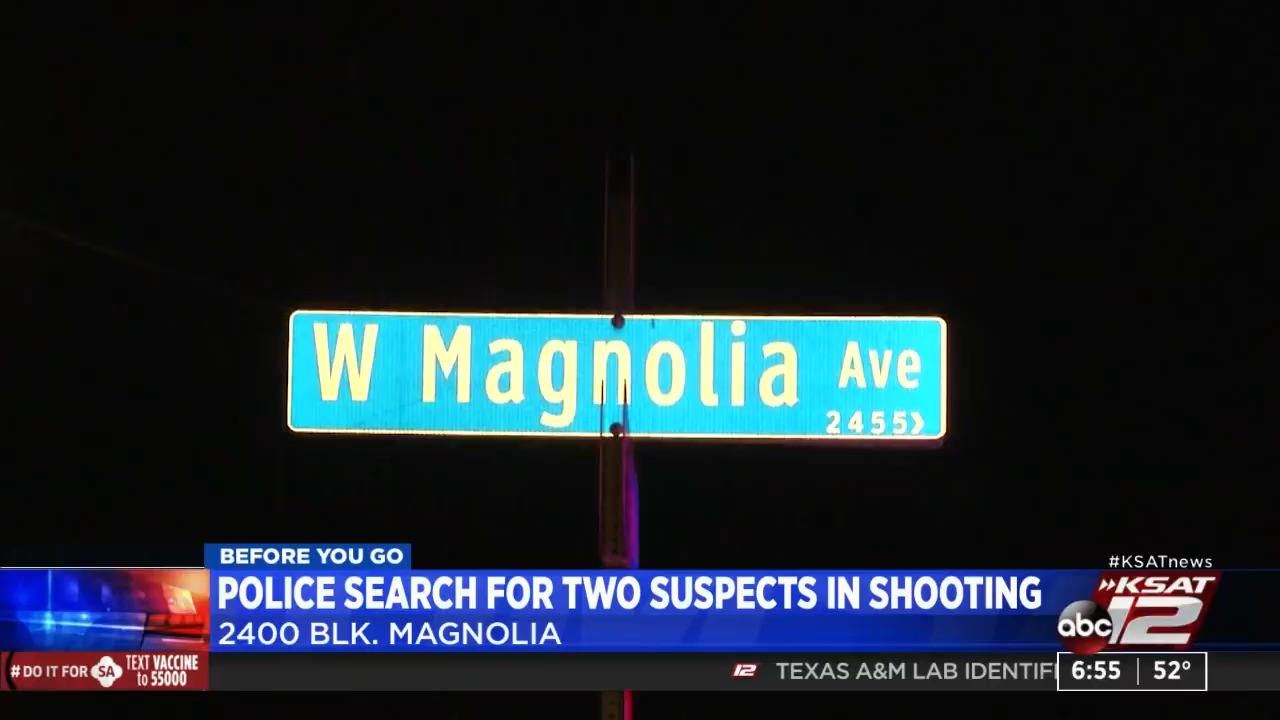 W Magnolia Ave
2455
BEFORE YOU GO
POLICE SEARCH FOR TWO SUSPECTS IN SHOOTING
2400 BLK. MAGNOLIA
#KSATnews
»KSAT
abc 12
#DO IT FOR SA TEXT VACCINE
to 55000
12 TEXAS A&M LAB IDENTIF
6:55 52°